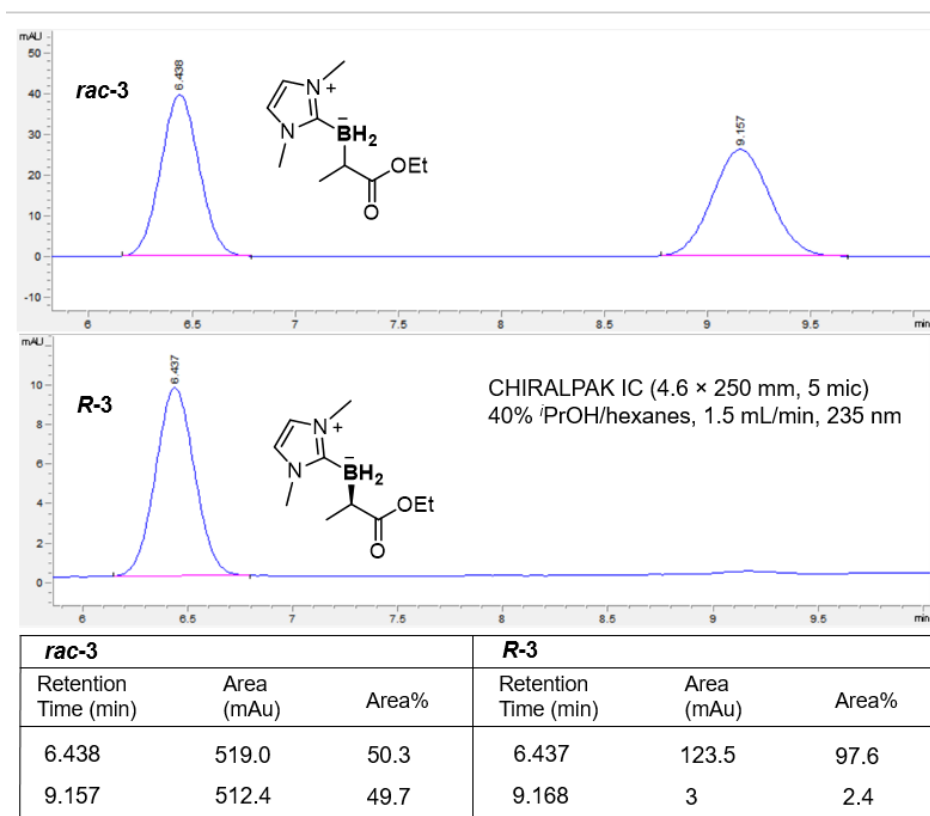 mAU
50
40
30
20
10
0
-10
rac-3
6.438
9.157
N
+
N
B̄H2
OEt
O
6 6.5 7 7.5 8 8.5 9 9.5 min
mAU
10
8
6
4
2
0
R-3
6.437
CHIRALPAK IC (4.6 × 250 mm, 5 mic)
40% iPrOH/hexanes, 1.5 mL/min, 235 nm
N
+
N
B̄H2
OEt
O
6 6.5 7 7.5 8 8.5 9 9.5 min
rac-3 R-3
Retention Time (min) Area (mAu) Area% Retention Time (min) Area (mAu) Area%
6.438 519.0 50.3 6.437 123.5 97.6
9.157 512.4 49.7 9.168 3 2.4